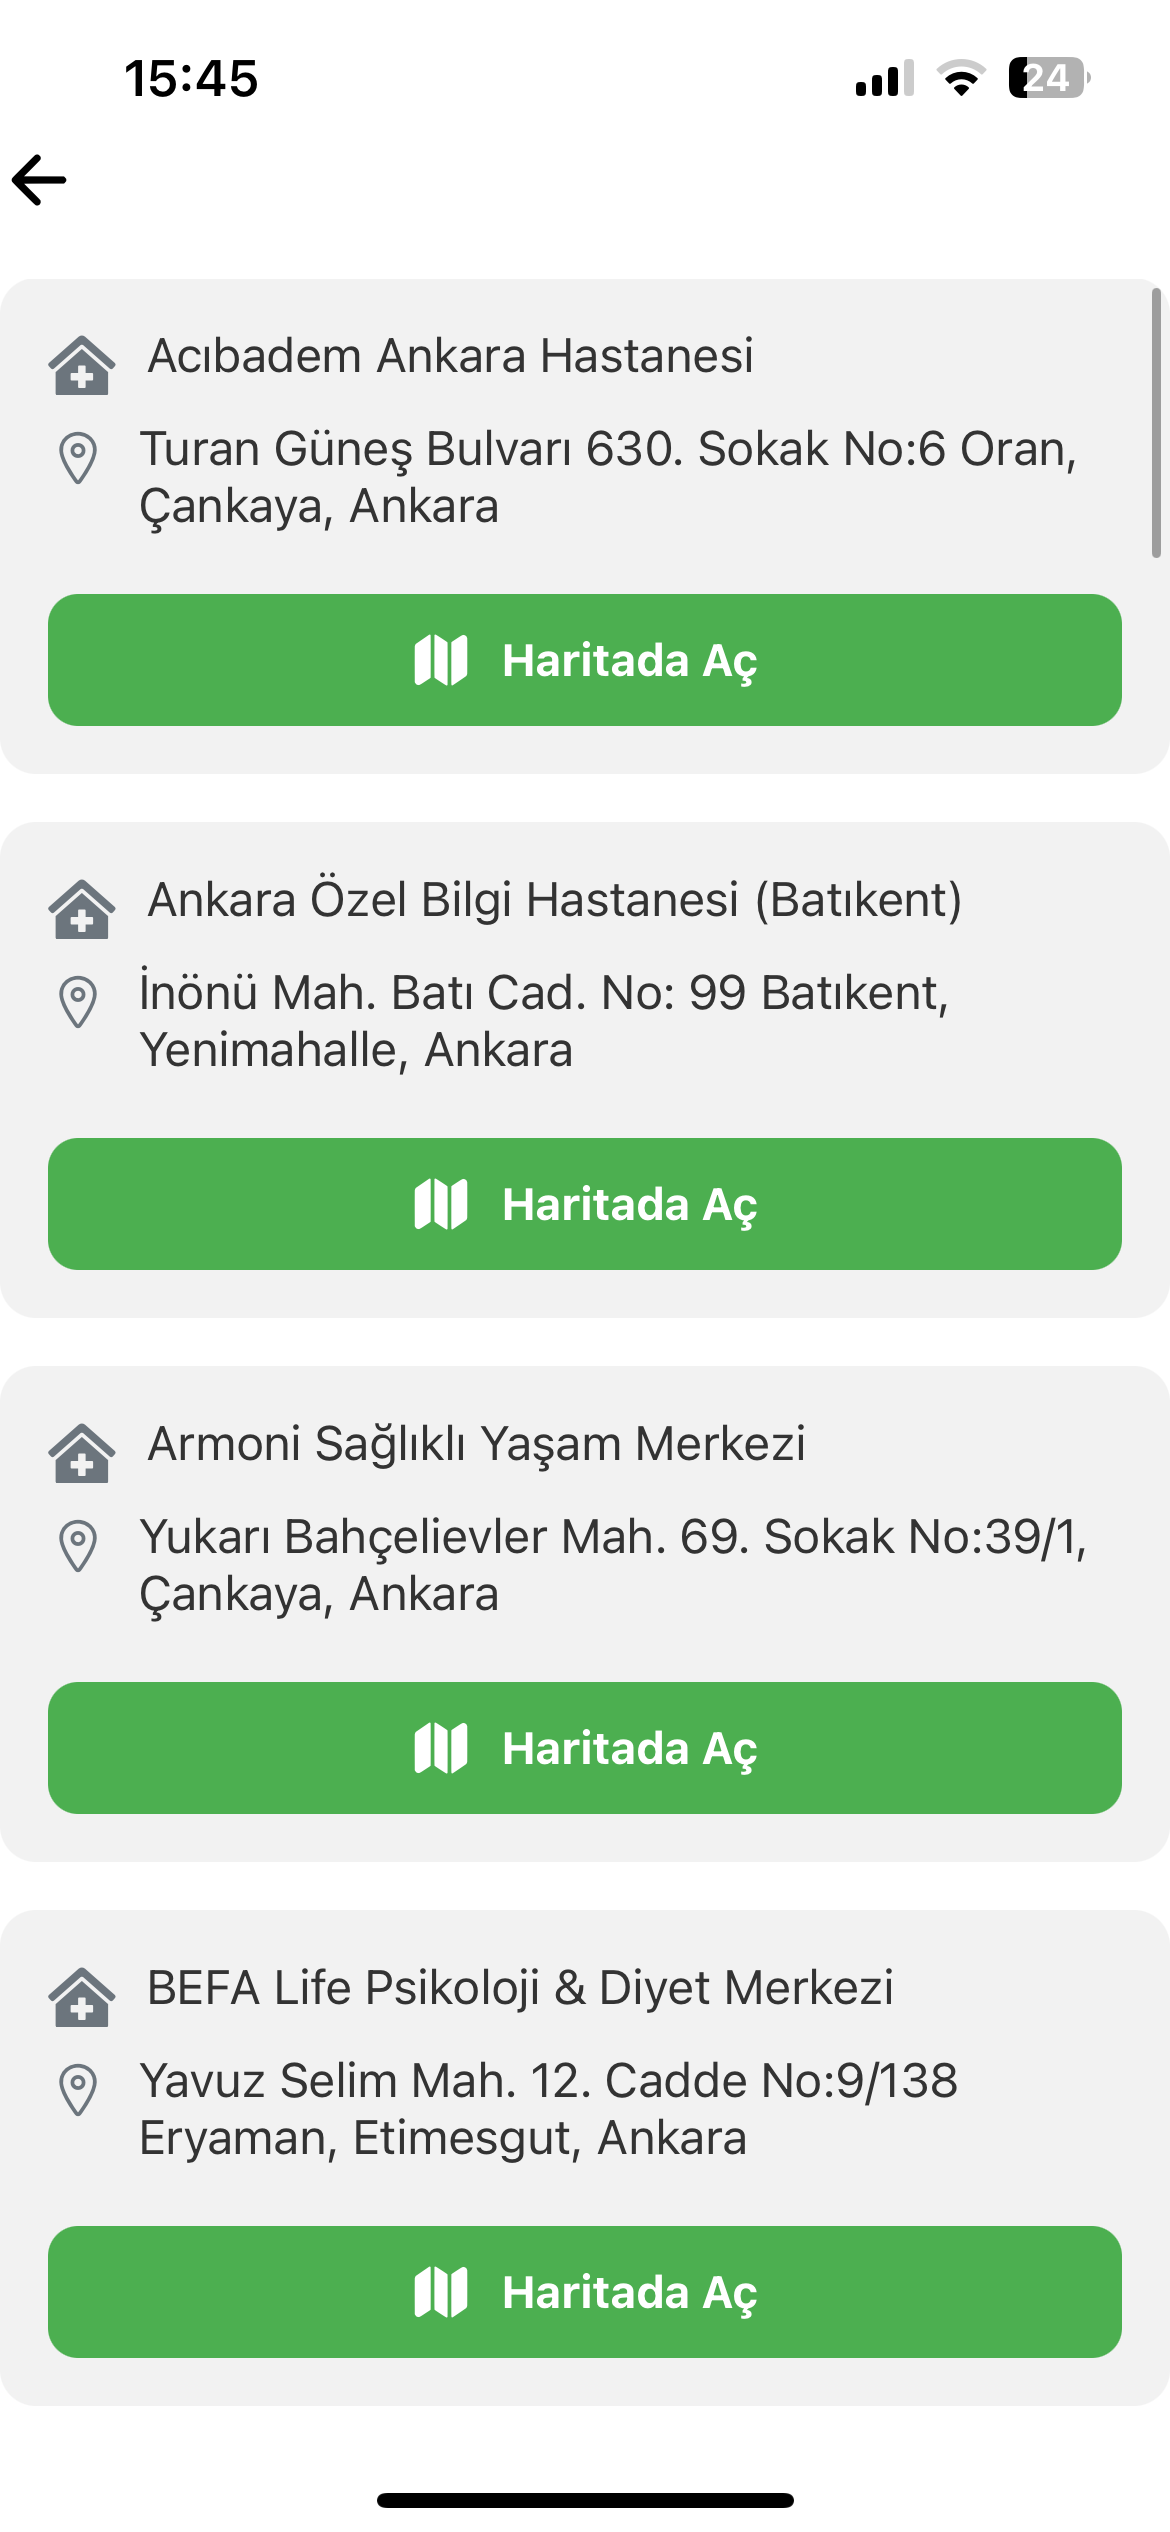 15:45
24
Acıbadem Ankara Hastanesi
Turan Güneş Bulvarı 630. Sokak No:6 Oran,
Çankaya, Ankara
Haritada Aç
Ankara Özel Bilgi Hastanesi (Batıkent)
İnönü Mah. Batı Cad. No: 99 Batıkent,
Yenimahalle, Ankara
Haritada Aç
Armoni Sağlıklı Yaşam Merkezi
Yukarı Bahçelievler Mah. 69. Sokak No:39/1,
Çankaya, Ankara
Haritada Aç
BEFA Life Psikoloji & Diyet Merkezi
Yavuz Selim Mah. 12. Cadde No:9/138
Eryaman, Etimesgut, Ankara
Haritada Aç